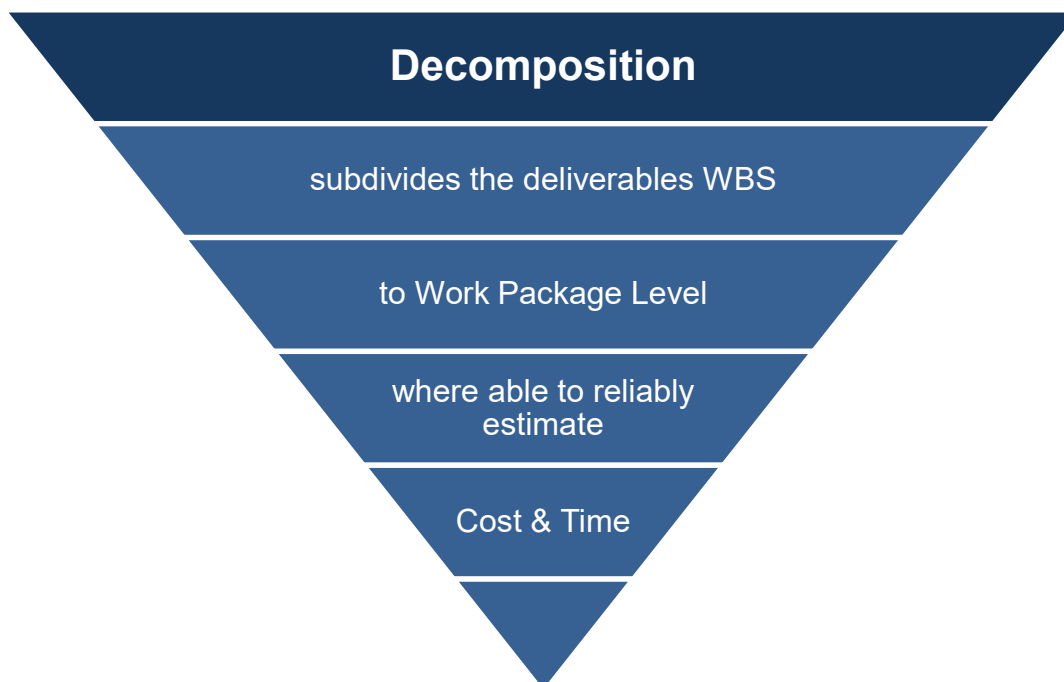 Decomposition
subdivides the deliverables WBS
to Work Package Level
where able to reliably
estimate
Cost & Time